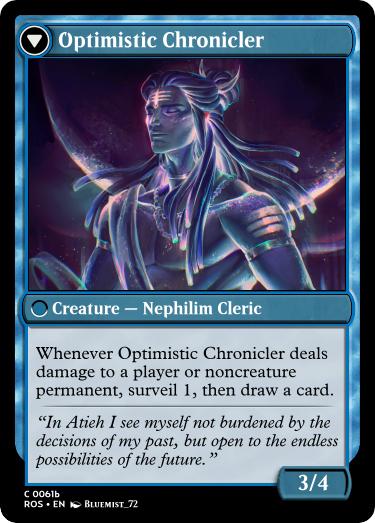 Optimistic Chronicler
Creature — Nephilim Cleric
Whenever Optimistic Chronicler deals
damage to a player or noncreature
permanent, surveil 1, then draw a card.
“In Atieh I see myself not burdened by the
decisions of my past, but open to the endless
possibilities of the future.”
3/4
C 0061b
ROS • EN Bluemist_72